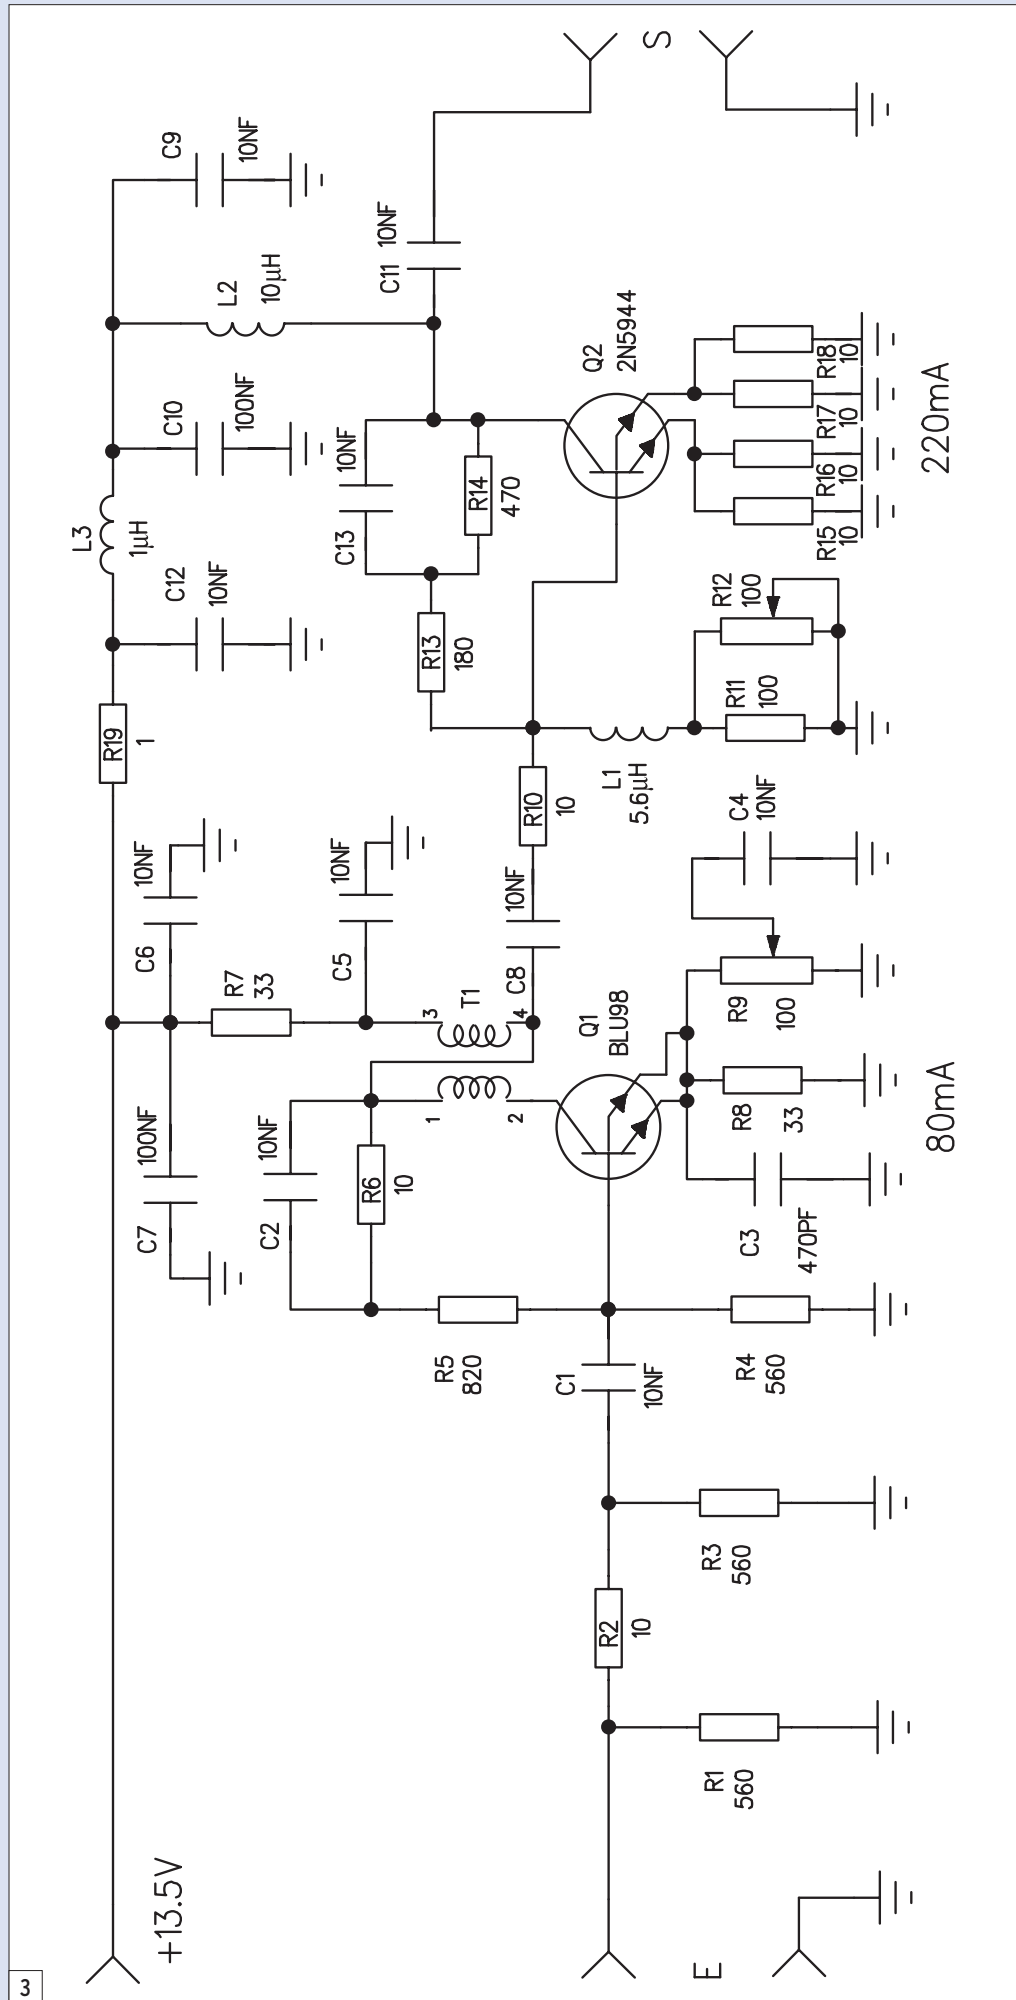 3
+13.5V
E
R1
560
R2
10
R3
560
C1
10NF
R4
560
R5
820
C2
10NF
R6
10
C7
100NF
C6
10NF
R7
33
C5
10NF
T1
1
2
3
4
C8
10NF
Q1
BLU98
C3
470PF
R8
33
R9
100
C4
10NF
80mA
R10
10
L1
5.6µH
R11
100
R12
100
R13
180
R14
470
C13
10NF
R19
1
C12
10NF
L3
1µH
C10
100NF
L2
10µH
C9
10NF
C11
10NF
Q2
2N5944
R15
10
R16
10
R17
10
R18
10
220mA
S